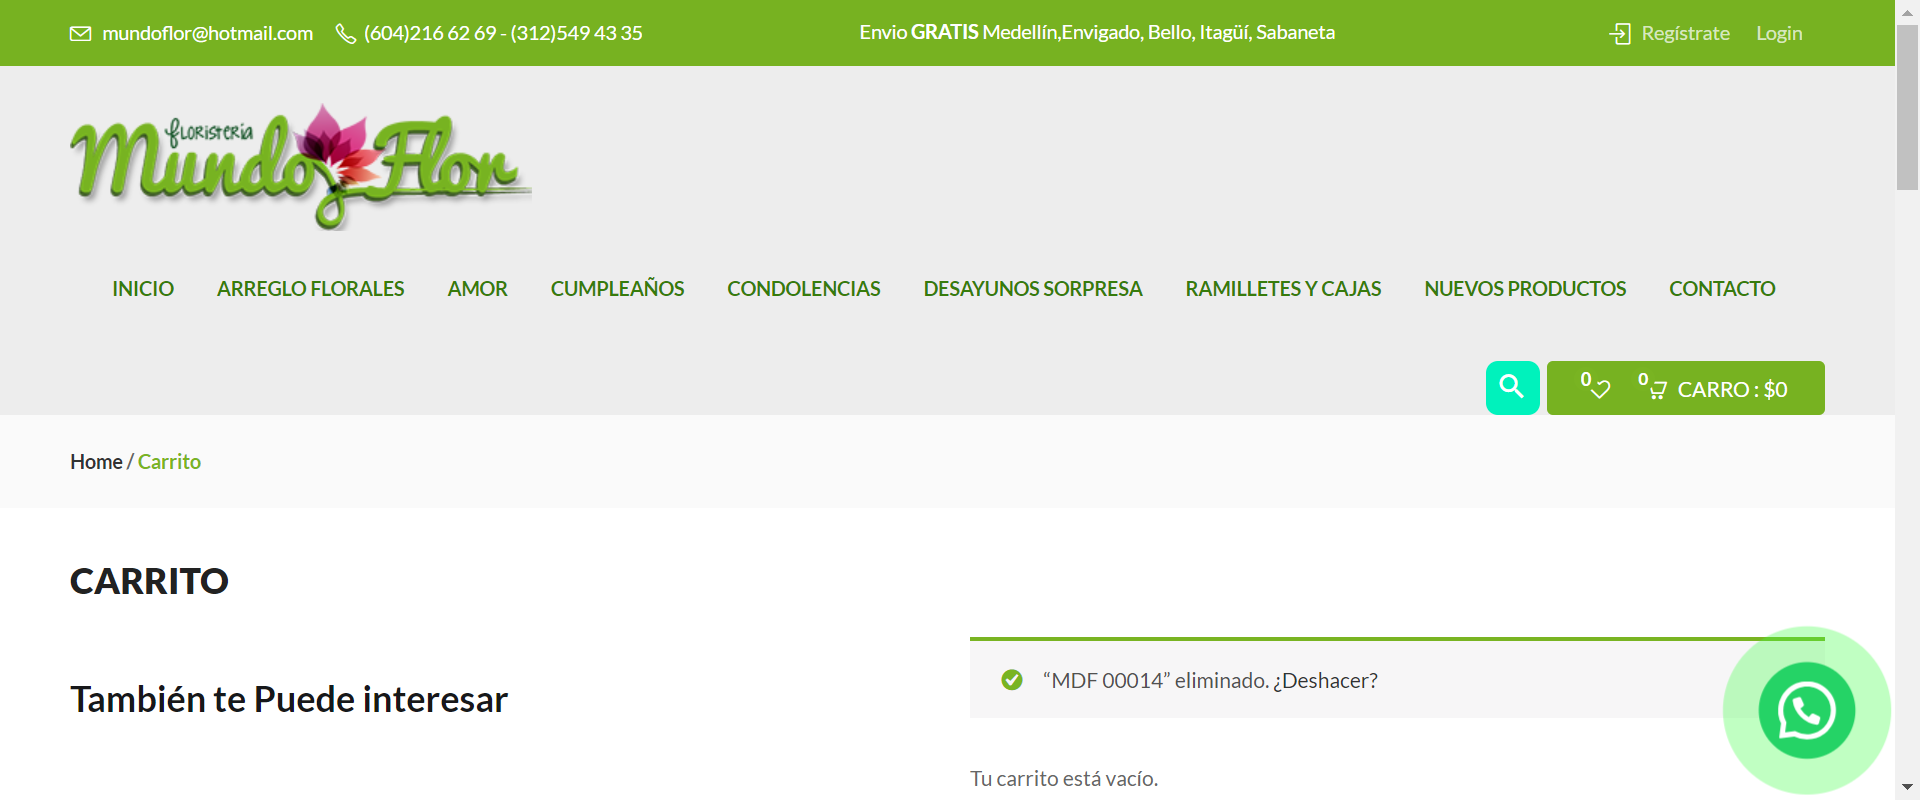 mundoflor@hotmail.com (604)216 62 69 - (312)549 43 35 Envio GRATIS Medellín,Envigado, Bello, Itagüí, Sabaneta Regístrate Login
floristería
Mundo Flor
INICIO ARREGLO FLORALES AMOR CUMPLEAÑOS CONDOLENCIAS DESAYUNOS SORPRESA RAMILLETES Y CAJAS NUEVOS PRODUCTOS CONTACTO
0 0 CARRO : $0
Home / Carrito
CARRITO
También te Puede interesar
“MDF 00014” eliminado. ¿Deshacer?
Tu carrito está vacío.